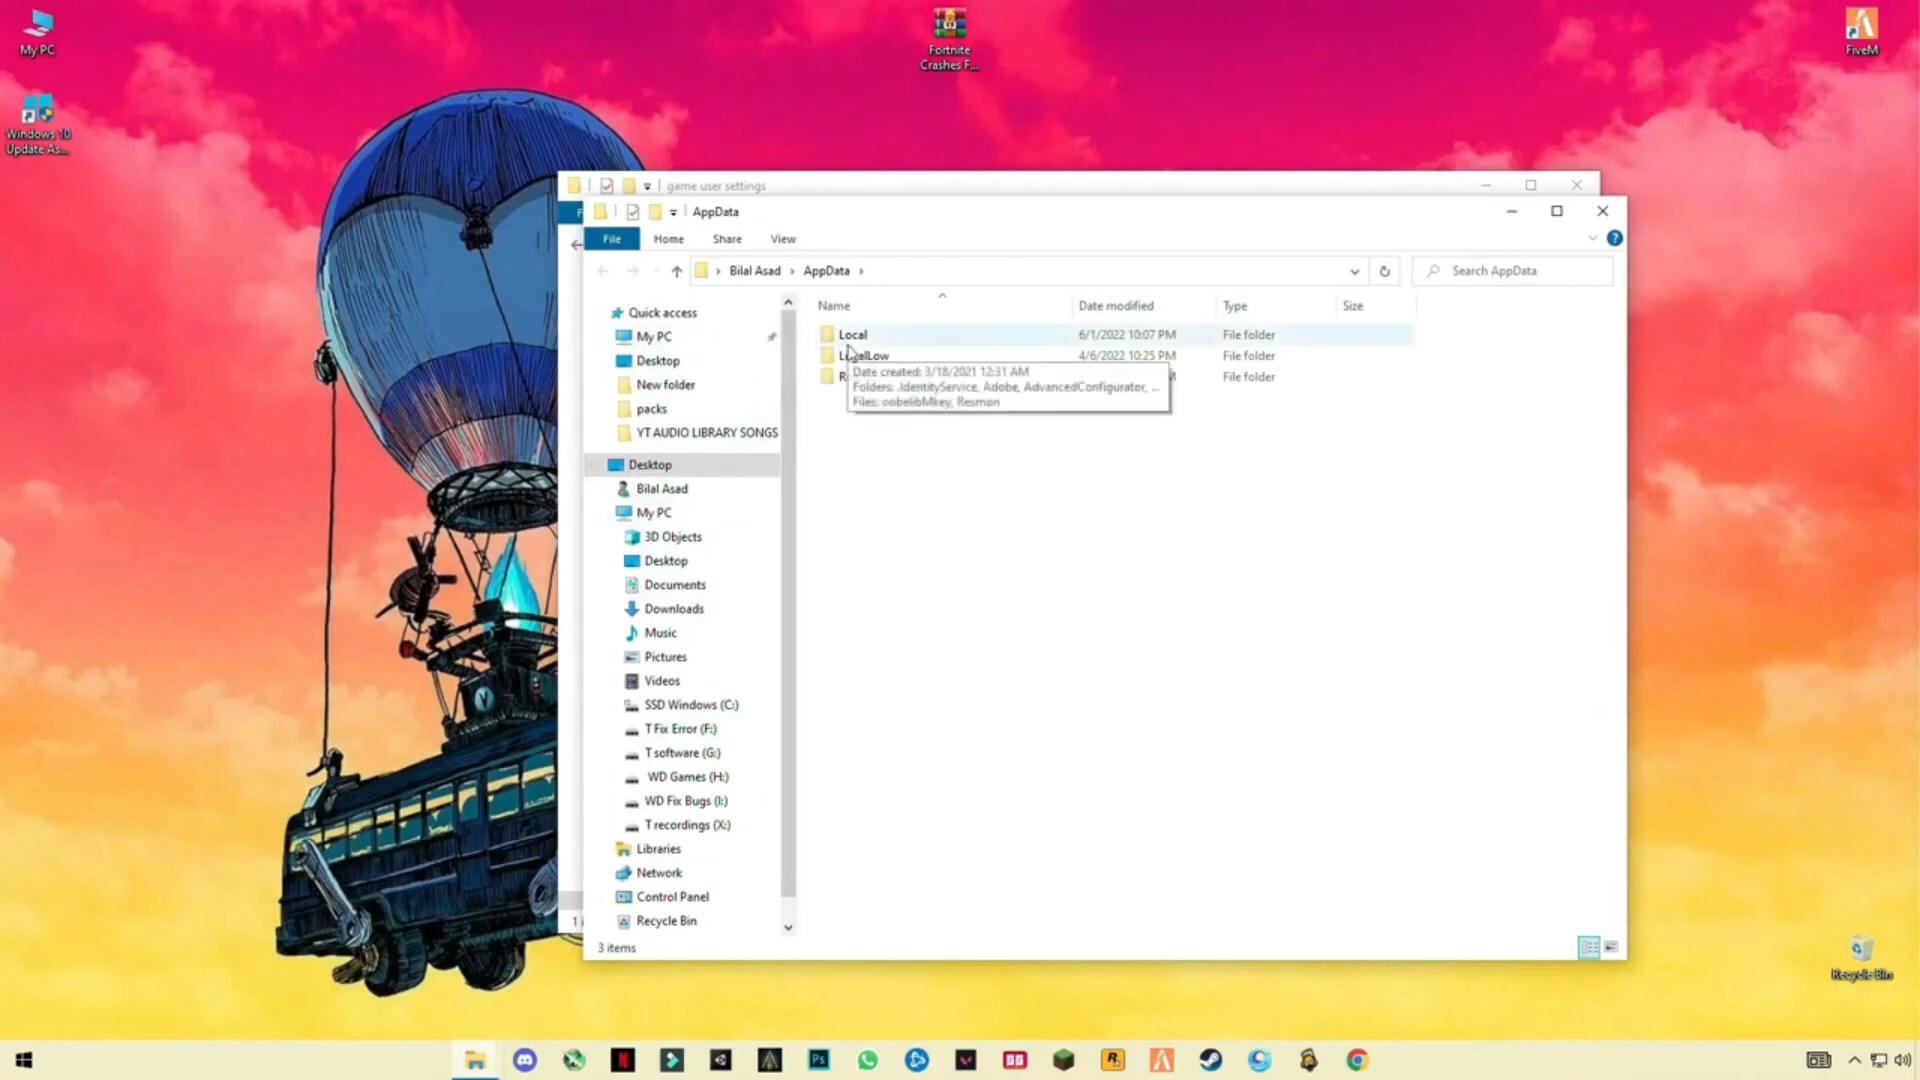 My PC
Windows 10
Update As...
Fortnite
Crashes F...
FiveM
game user settings
AppData
File
Home
Share
View
Bilal Asad
AppData
Search AppData
Name
Date modified
Type
Size
Local
6/1/2022 10:07 PM
File folder
LocalLow
4/6/2022 10:25 PM
File folder
File folder
Date created: 3/18/2021 12:31 AM
Folders: .IdentityService, Adobe, AdvancedConfigurator, ...
Files: oobelibMkey, Resmon
Quick access
My PC
Desktop
New folder
packs
YT AUDIO LIBRARY SONGS
Desktop
Bilal Asad
My PC
3D Objects
Desktop
Documents
Downloads
Music
Pictures
Videos
SSD Windows (C:)
T Fix Error (F:)
T software (G:)
WD Games (H:)
WD Fix Bugs (I:)
T recordings (X:)
Libraries
Network
Control Panel
Recycle Bin
3 items
Recycle Bin